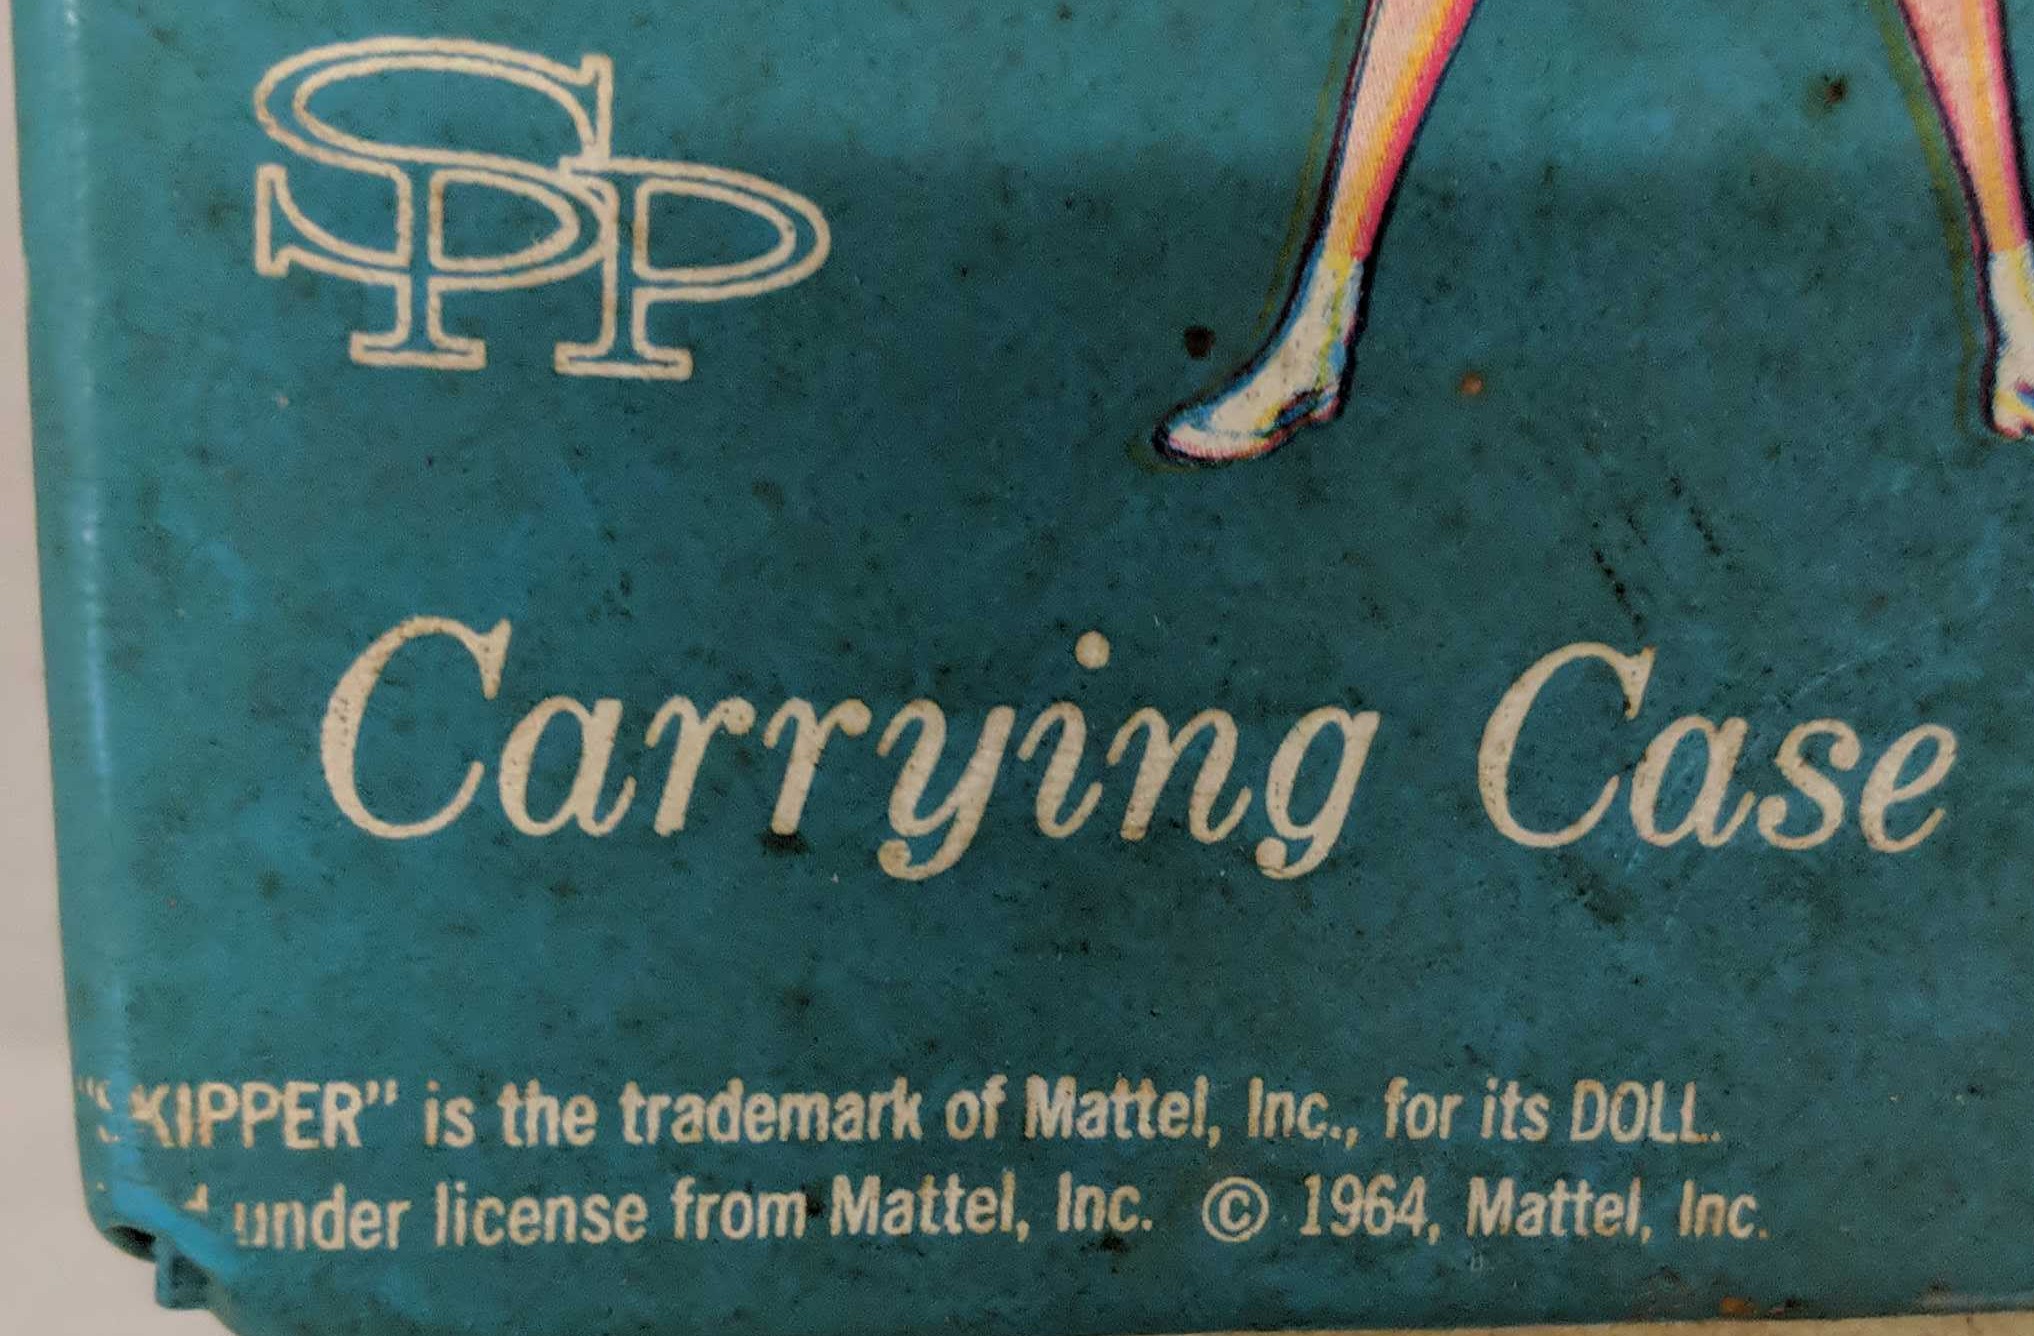 SPP
Carrying Case
"SKIPPER" is the trademark of Mattel, Inc., for its DOLL.
under license from Mattel, Inc. © 1964, Mattel, Inc.